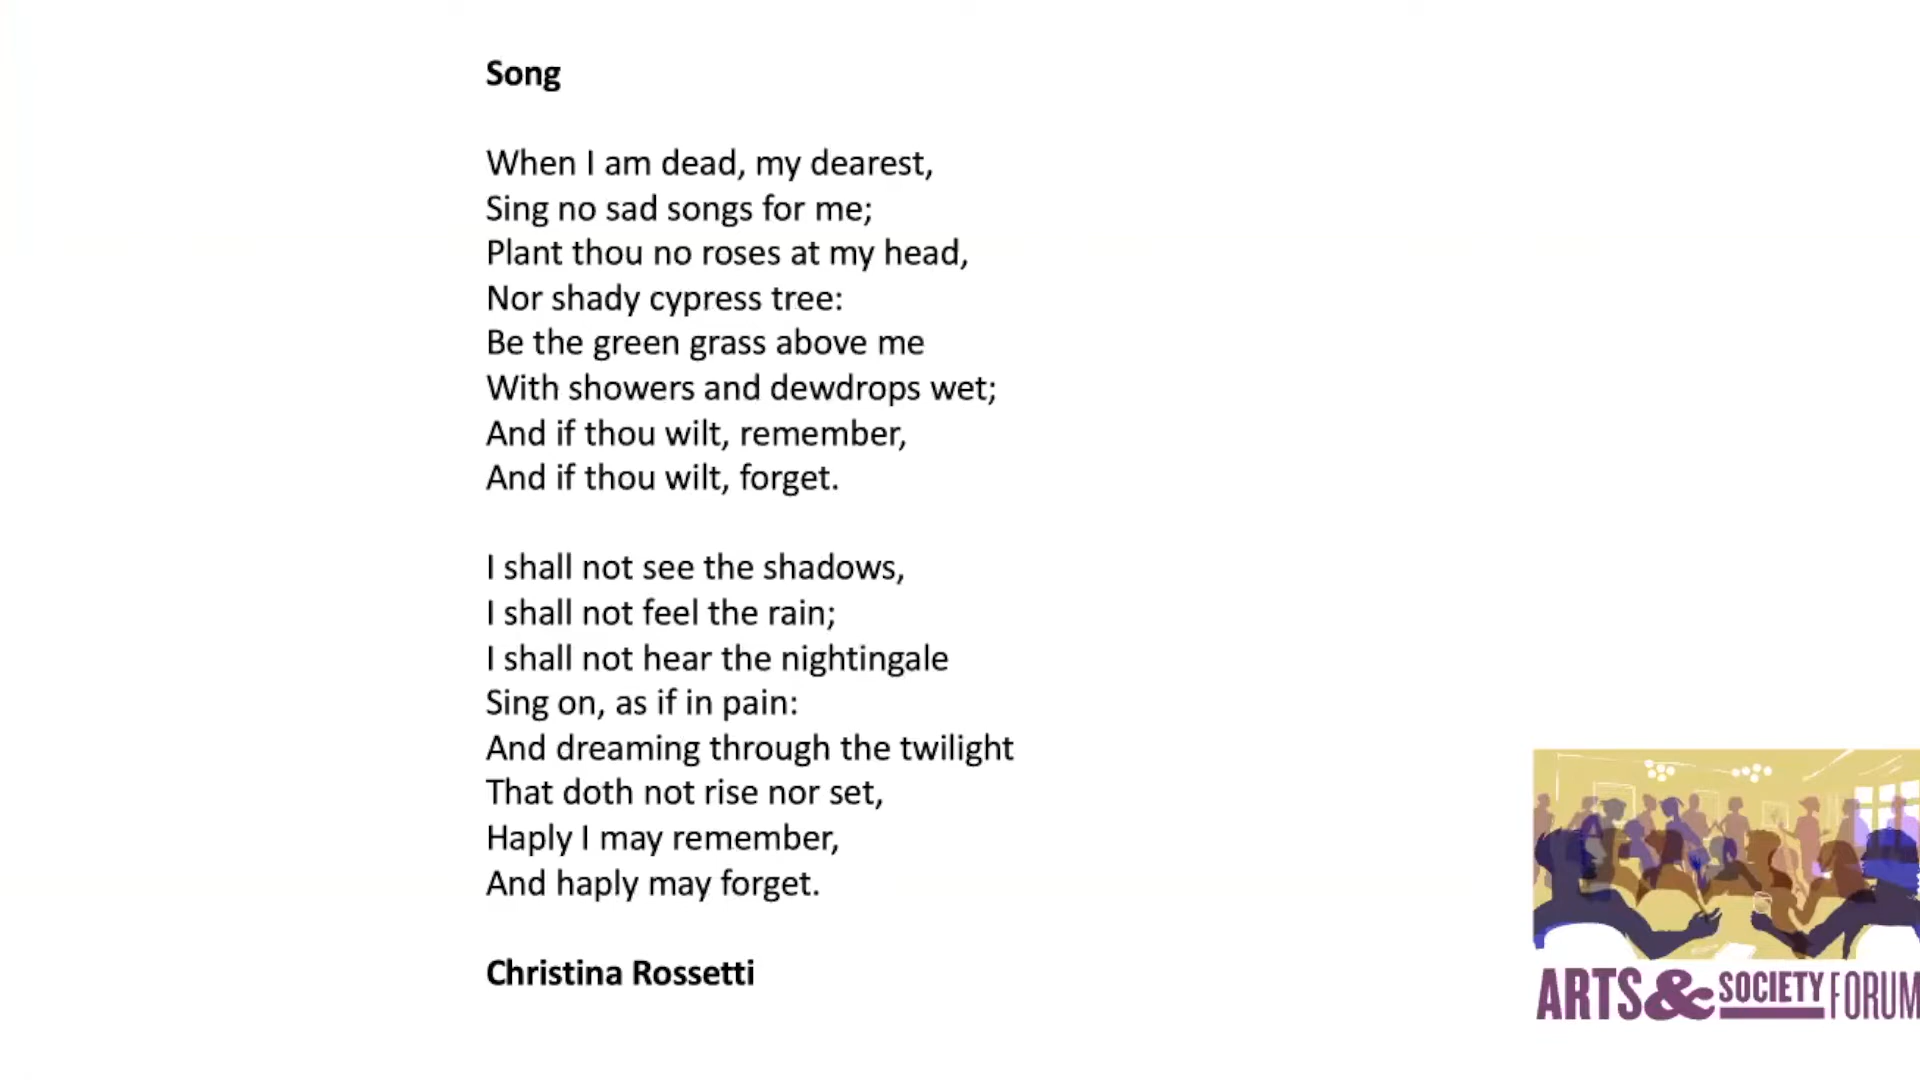 Song
When I am dead, my dearest,
Sing no sad songs for me;
Plant thou no roses at my head,
Nor shady cypress tree:
Be the green grass above me
With showers and dewdrops wet;
And if thou wilt, remember,
And if thou wilt, forget.
I shall not see the shadows,
I shall not feel the rain;
I shall not hear the nightingale
Sing on, as if in pain:
And dreaming through the twilight
That doth not rise nor set,
Haply I may remember,
And haply may forget.
Christina Rossetti
ARTS & SOCIETY FORUM